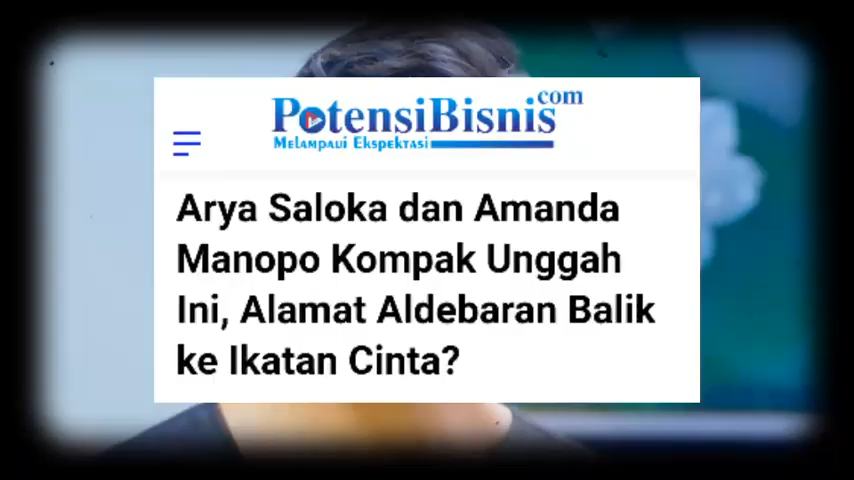 PotensiBisnis.com
Melampaui Ekspektasi
Arya Saloka dan Amanda
Manopo Kompak Unggah
Ini, Alamat Aldebaran Balik
ke Ikatan Cinta?